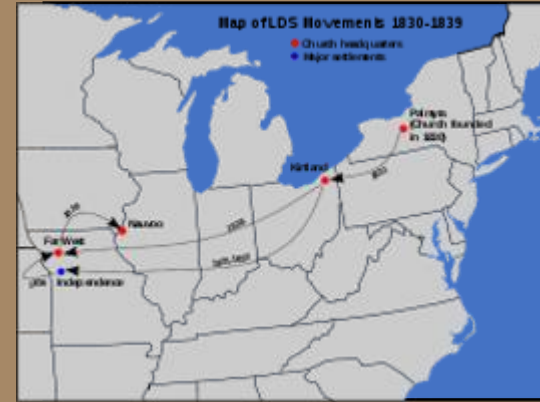 Map of LDS Movements 1830-1839
Church headquarters
Major settlements
Palmyra
(Church founded
in 1830)
Kirtland
Nauvoo
Far West
Independence